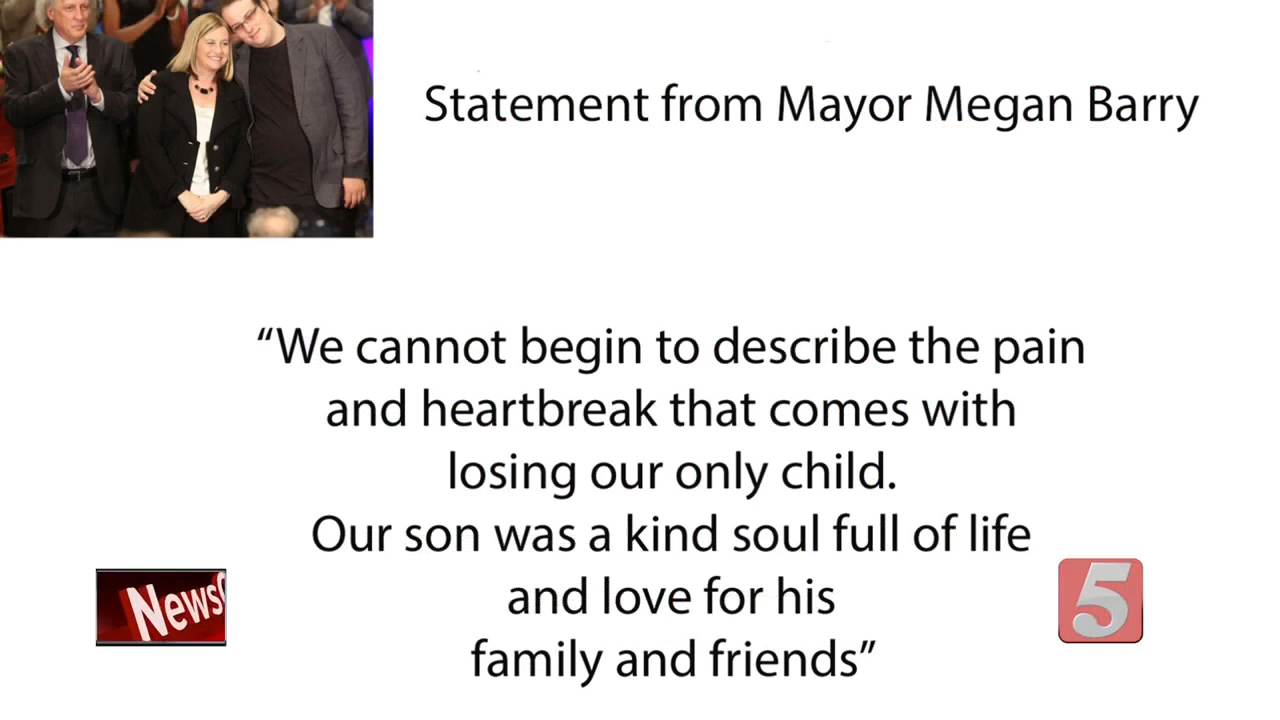 Statement from Mayor Megan Barry
“We cannot begin to describe the pain
and heartbreak that comes with
losing our only child.
Our son was a kind soul full of life
and love for his
family and friends”
News
5